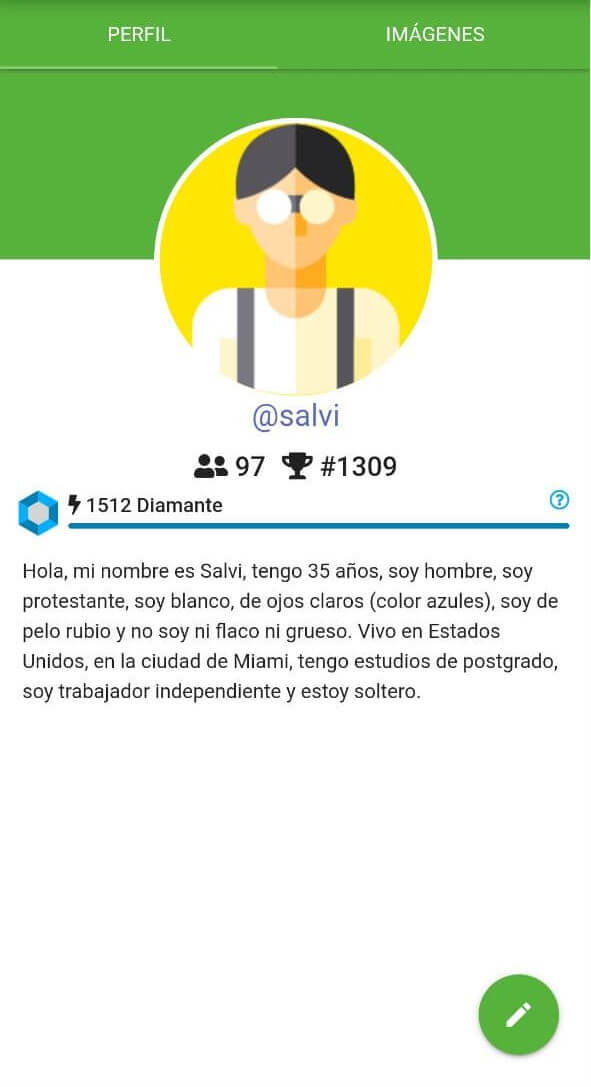 PERFIL IMÁGENES
@salvi
97 #1309
1512 Diamante
Hola, mi nombre es Salvi, tengo 35 años, soy hombre, soy
protestante, soy blanco, de ojos claros (color azules), soy de
pelo rubio y no soy ni flaco ni grueso. Vivo en Estados
Unidos, en la ciudad de Miami, tengo estudios de postgrado,
soy trabajador independiente y estoy soltero.